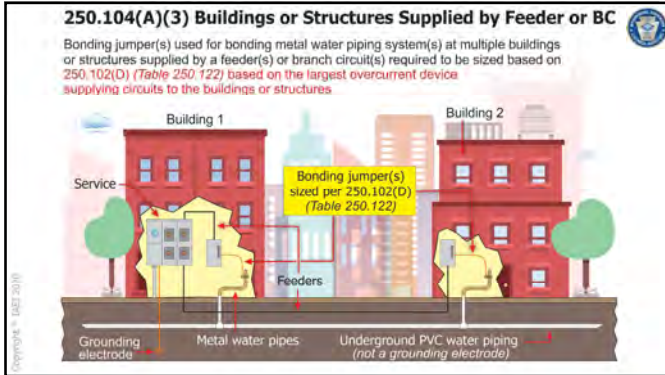 250.104(A)(3) Buildings or Structures Supplied by Feeder or BC
Bonding jumper(s) used for bonding metal water piping system(s) at multiple buildings
or structures supplied by a feeder(s) or branch circuit(s) required to be sized based on
250.102(D) (Table 250.122) based on the largest overcurrent device
supplying circuits to the buildings or structures
Building 1
Building 2
Service
Bonding jumper(s)
sized per 250.102(D)
(Table 250.122)
Feeders
Grounding
electrode
Metal water pipes
Underground PVC water piping
(not a grounding electrode)
Copyright © IAEI 2020